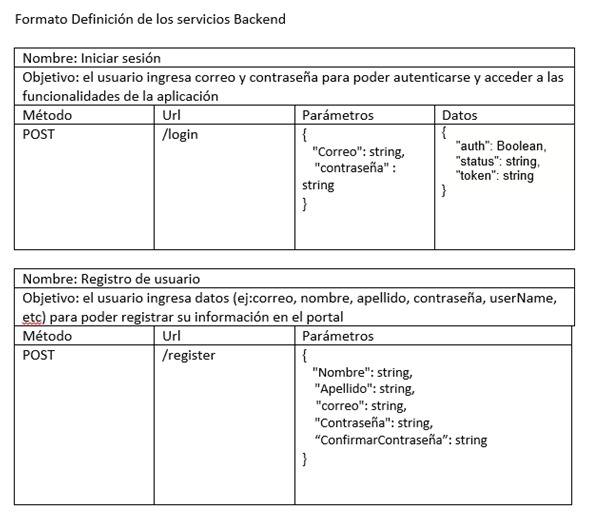 Formato Definición de los servicios Backend
Nombre: Iniciar sesión
Objetivo: el usuario ingresa correo y contraseña para poder autenticarse y acceder a las
funcionalidades de la aplicación
Método Url Parámetros Datos
POST /login { {
"Correo": string, "auth": Boolean,
"contraseña" : "status": string,
string "token": string
} }
Nombre: Registro de usuario
Objetivo: el usuario ingresa datos (ej:correo, nombre, apellido, contraseña, userName,
etc) para poder registrar su información en el portal
Método Url Parámetros
POST /register {
"Nombre": string,
"Apellido": string,
"correo": string,
"Contraseña": string,
“ConfirmarContraseña”: string
}